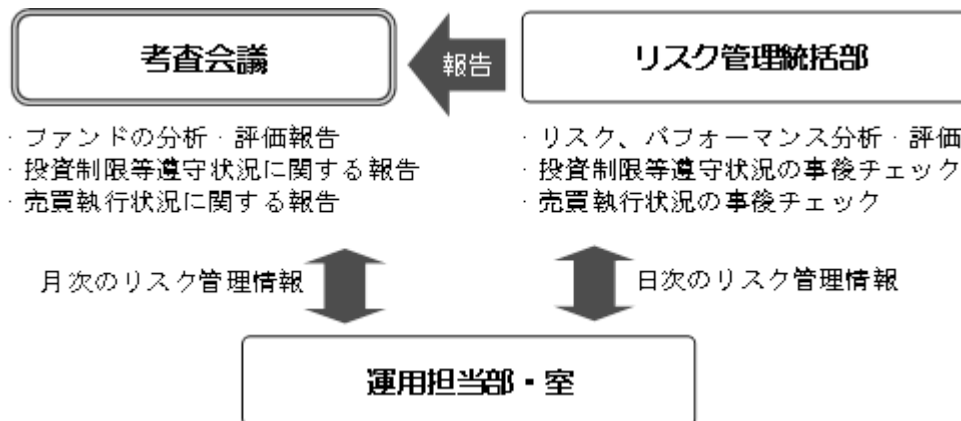 考査会議
報告
リスク管理統括部
· ファンドの分析・評価報告
· 投資制限等遵守状況に関する報告
· 売買執行状況に関する報告
· リスク、パフォーマンス分析・評価
· 投資制限等遵守状況の事後チェック
· 売買執行状況の事後チェック
月次のリスク管理情報
日次のリスク管理情報
運用担当部・室